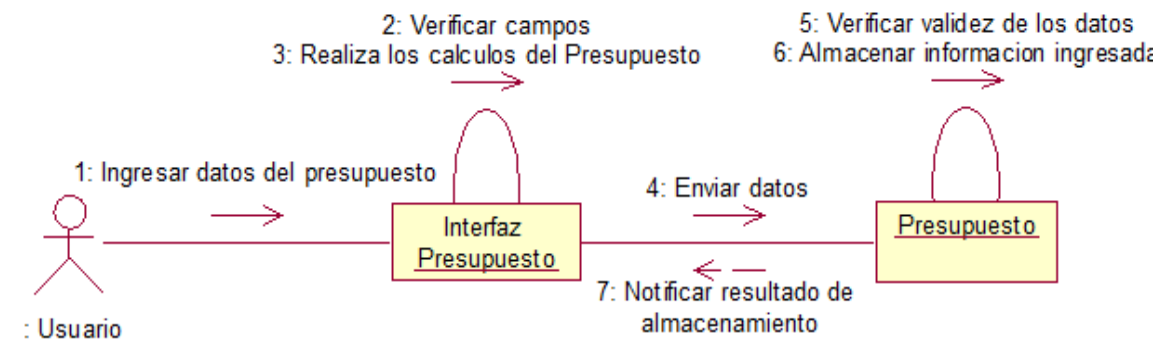 2: Verificar campos
3: Realiza los calculos del Presupuesto
5: Verificar validez de los datos
6: Almacenar informacion ingresada
1: Ingresar datos del presupuesto
4: Enviar datos
Interfaz
Presupuesto
Presupuesto
7: Notificar resultado de
almacenamiento
: Usuario